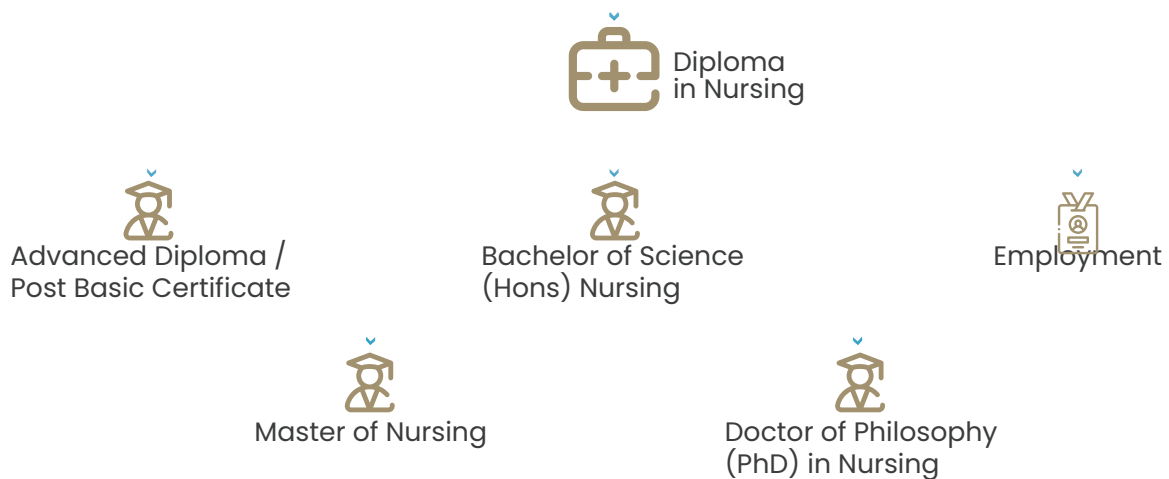 Diploma
in Nursing
Advanced Diploma /
Post Basic Certificate
Bachelor of Science
(Hons) Nursing
Employment
Master of Nursing
Doctor of Philosophy
(PhD) in Nursing